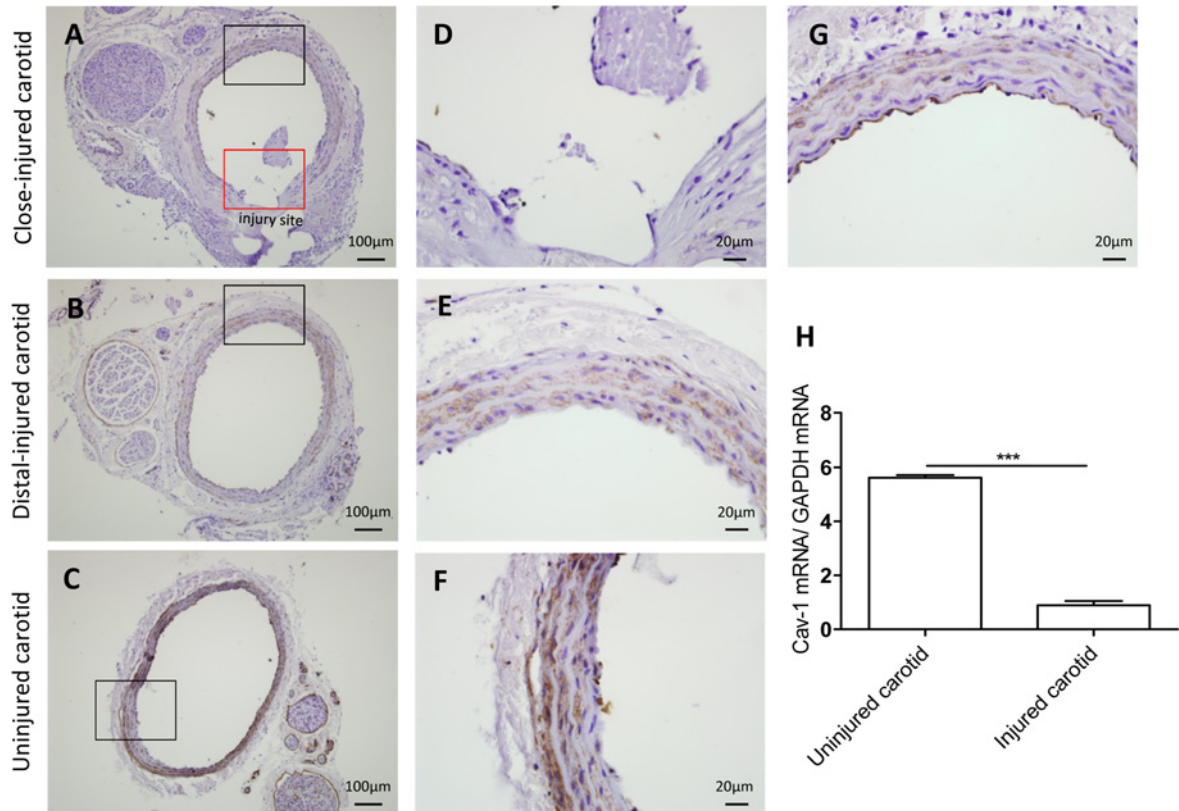 Close-injured carotid
A
injury site
100µm
D
20µm
G
20µm
Distal-injured carotid
B
100µm
E
20µm
Uninjured carotid
C
100µm
F
20µm
H
Cav-1 mRNA/ GAPDH mRNA
8
6
4
2
0
***
Uninjured carotid
Injured carotid